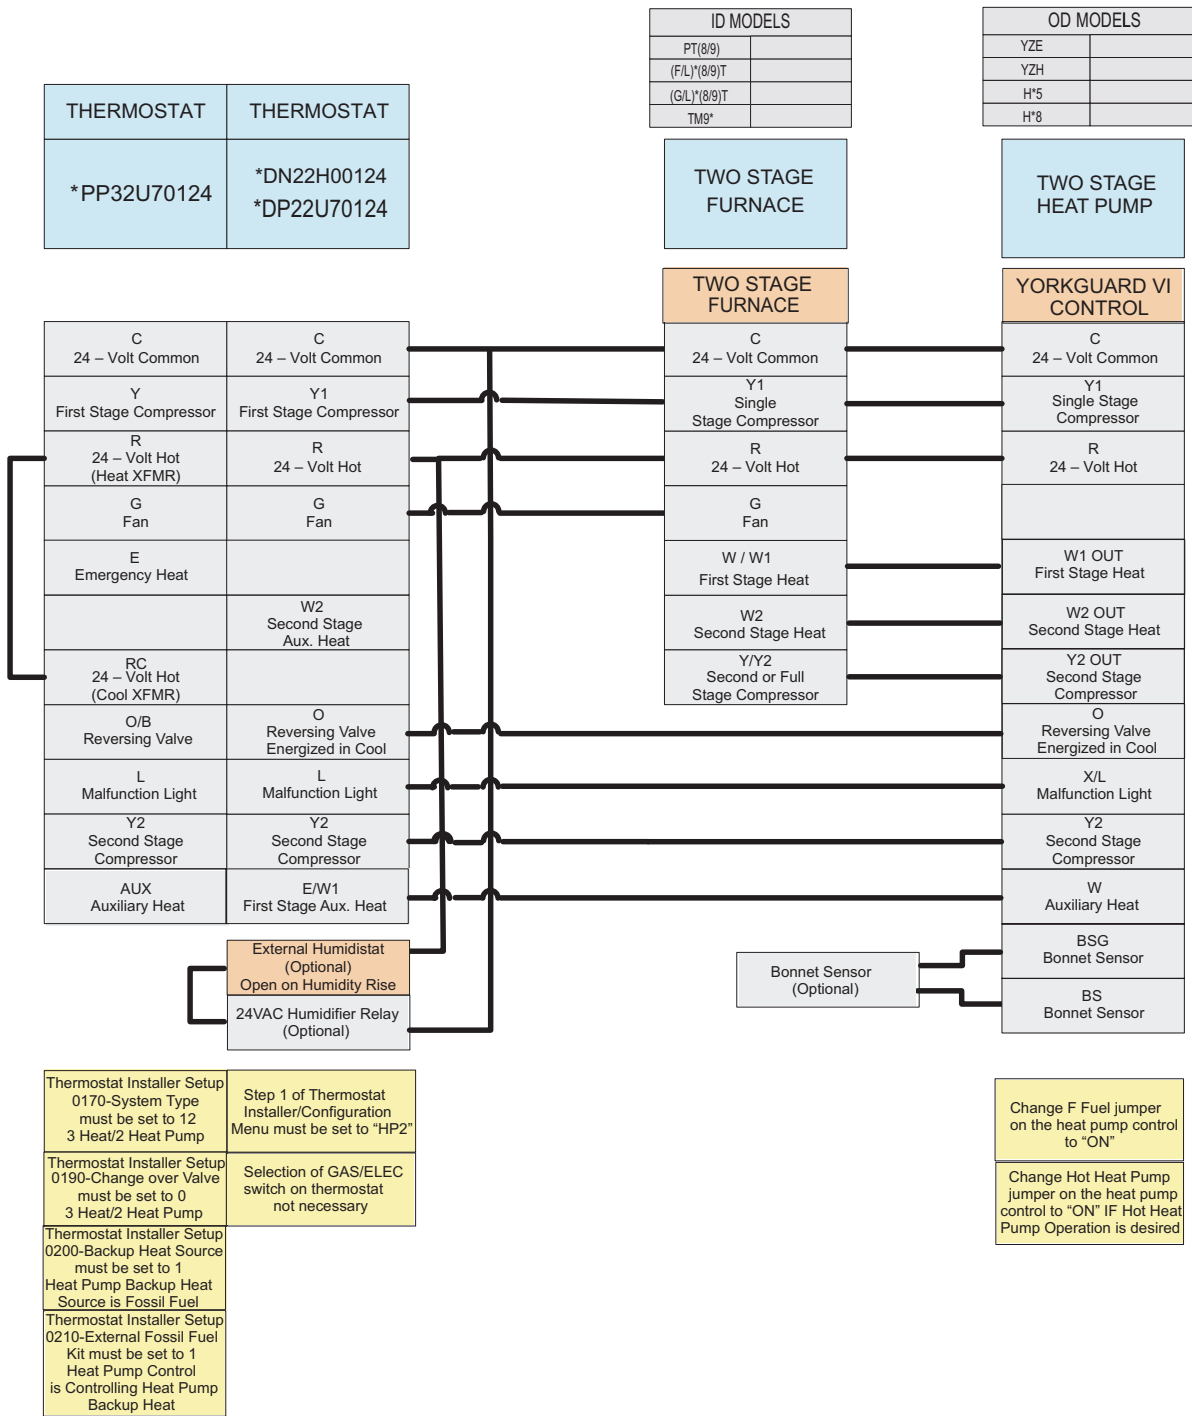 ID MODELS
PT(8/9)
(F/L)*(8/9)T
(G/L)*(8/9)T
TM9*
OD MODELS
YZE
YZH
H*5
H*8
THERMOSTAT
*PP32U70124
THERMOSTAT
*DN22H00124
*DP22U70124
TWO STAGE
FURNACE
TWO STAGE
HEAT PUMP
TWO STAGE
FURNACE
YORKGUARD VI
CONTROL
C
24 – Volt Common
C
24 – Volt Common
C
24 – Volt Common
C
24 – Volt Common
Y
First Stage Compressor
Y1
First Stage Compressor
Y1
Single
Stage Compressor
Y1
Single Stage
Compressor
R
24 – Volt Hot
(Heat XFMR)
R
24 – Volt Hot
R
24 – Volt Hot
R
24 – Volt Hot
G
Fan
G
Fan
G
Fan
E
Emergency Heat
W / W1
First Stage Heat
W1 OUT
First Stage Heat
W2
Second Stage
Aux. Heat
W2
Second Stage Heat
W2 OUT
Second Stage Heat
RC
24 – Volt Hot
(Cool XFMR)
Y/Y2
Second or Full
Stage Compressor
Y2 OUT
Second Stage
Compressor
O/B
Reversing Valve
O
Reversing Valve
Energized in Cool
O
Reversing Valve
Energized in Cool
L
Malfunction Light
L
Malfunction Light
X/L
Malfunction Light
Y2
Second Stage
Compressor
Y2
Second Stage
Compressor
Y2
Second Stage
Compressor
AUX
Auxiliary Heat
E/W1
First Stage Aux. Heat
W
Auxiliary Heat
External Humidistat
(Optional)
Open on Humidity Rise
24VAC Humidifier Relay
(Optional)
Bonnet Sensor
(Optional)
BSG
Bonnet Sensor
BS
Bonnet Sensor
Thermostat Installer Setup
0170-System Type
must be set to 12
3 Heat/2 Heat Pump
Step 1 of Thermostat
Installer/Configuration
Menu must be set to “HP2”
Thermostat Installer Setup
0190-Change over Valve
must be set to 0
3 Heat/2 Heat Pump
Selection of GAS/ELEC
switch on thermostat
not necessary
Thermostat Installer Setup
0200-Backup Heat Source
must be set to 1
Heat Pump Backup Heat
Source is Fossil Fuel
Thermostat Installer Setup
0210-External Fossil Fuel
Kit must be set to 1
Heat Pump Control
is Controlling Heat Pump
Backup Heat
Change F Fuel jumper
on the heat pump control
to “ON”
Change Hot Heat Pump
jumper on the heat pump
control to “ON” IF Hot Heat
Pump Operation is desired